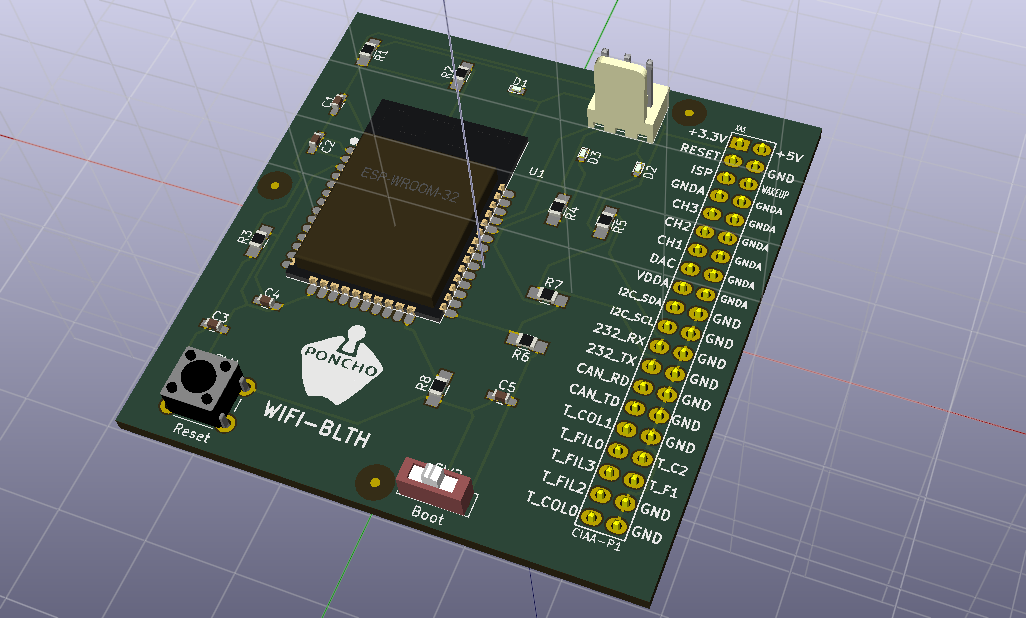 R1
R2
D1
C1
C2
ESP-WROOM-32
U1
D3
D2
R4
R5
R3
C4
C3
R7
R6
R8
C5
PONCHO
WIFI-BLTH
Reset
Boot
+3.3V
+5V
RESET
GND
ISP
WAKEUP
GNDA
GNDA
CH3
GNDA
CH2
GNDA
CH1
GNDA
DAC
GNDA
VDDA
GNDA
I2C_SDA
GND
I2C_SCL
GND
232_RX
GND
232_TX
GND
CAN_RD
GND
CAN_TD
GND
T_COL1
GND
T_FIL0
T_C2
T_FIL3
T_F1
T_FIL2
GND
T_COL0
GND
CIAA-P1